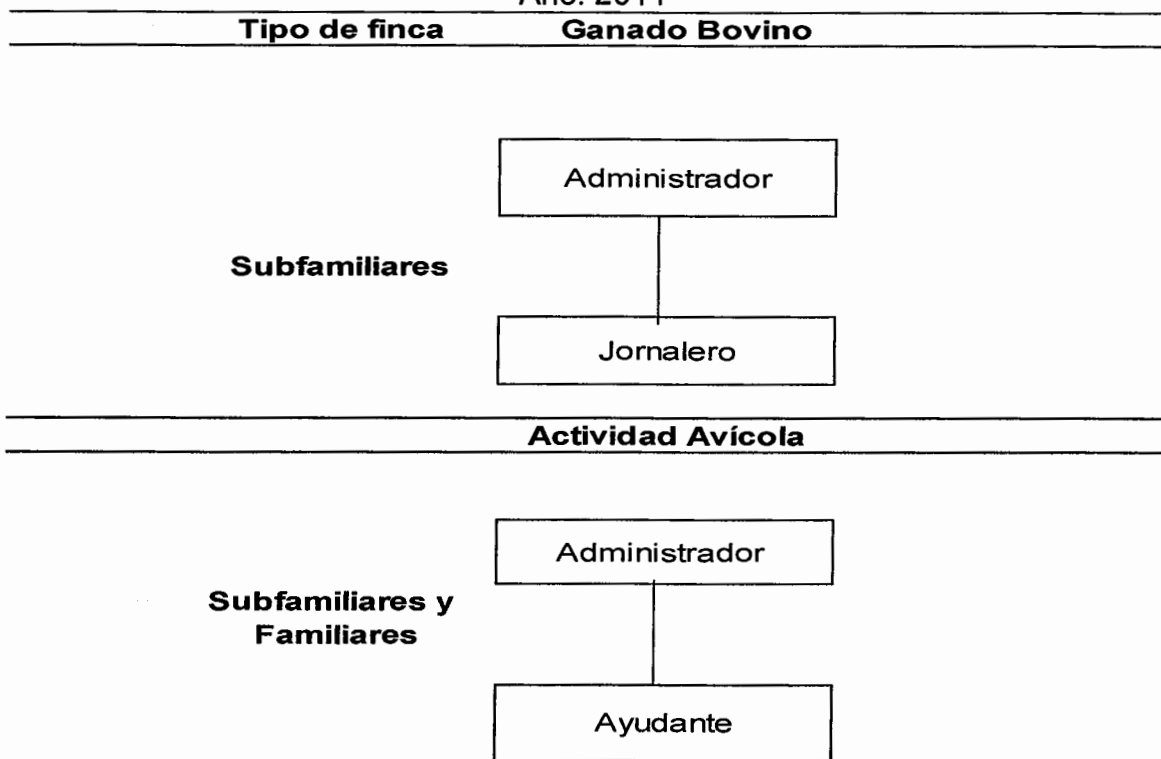 Tipo de finca Ganado Bovino
Administrador
Subfamiliares
Jornalero
Actividad Avícola
Administrador
Subfamiliares y
Familiares
Ayudante